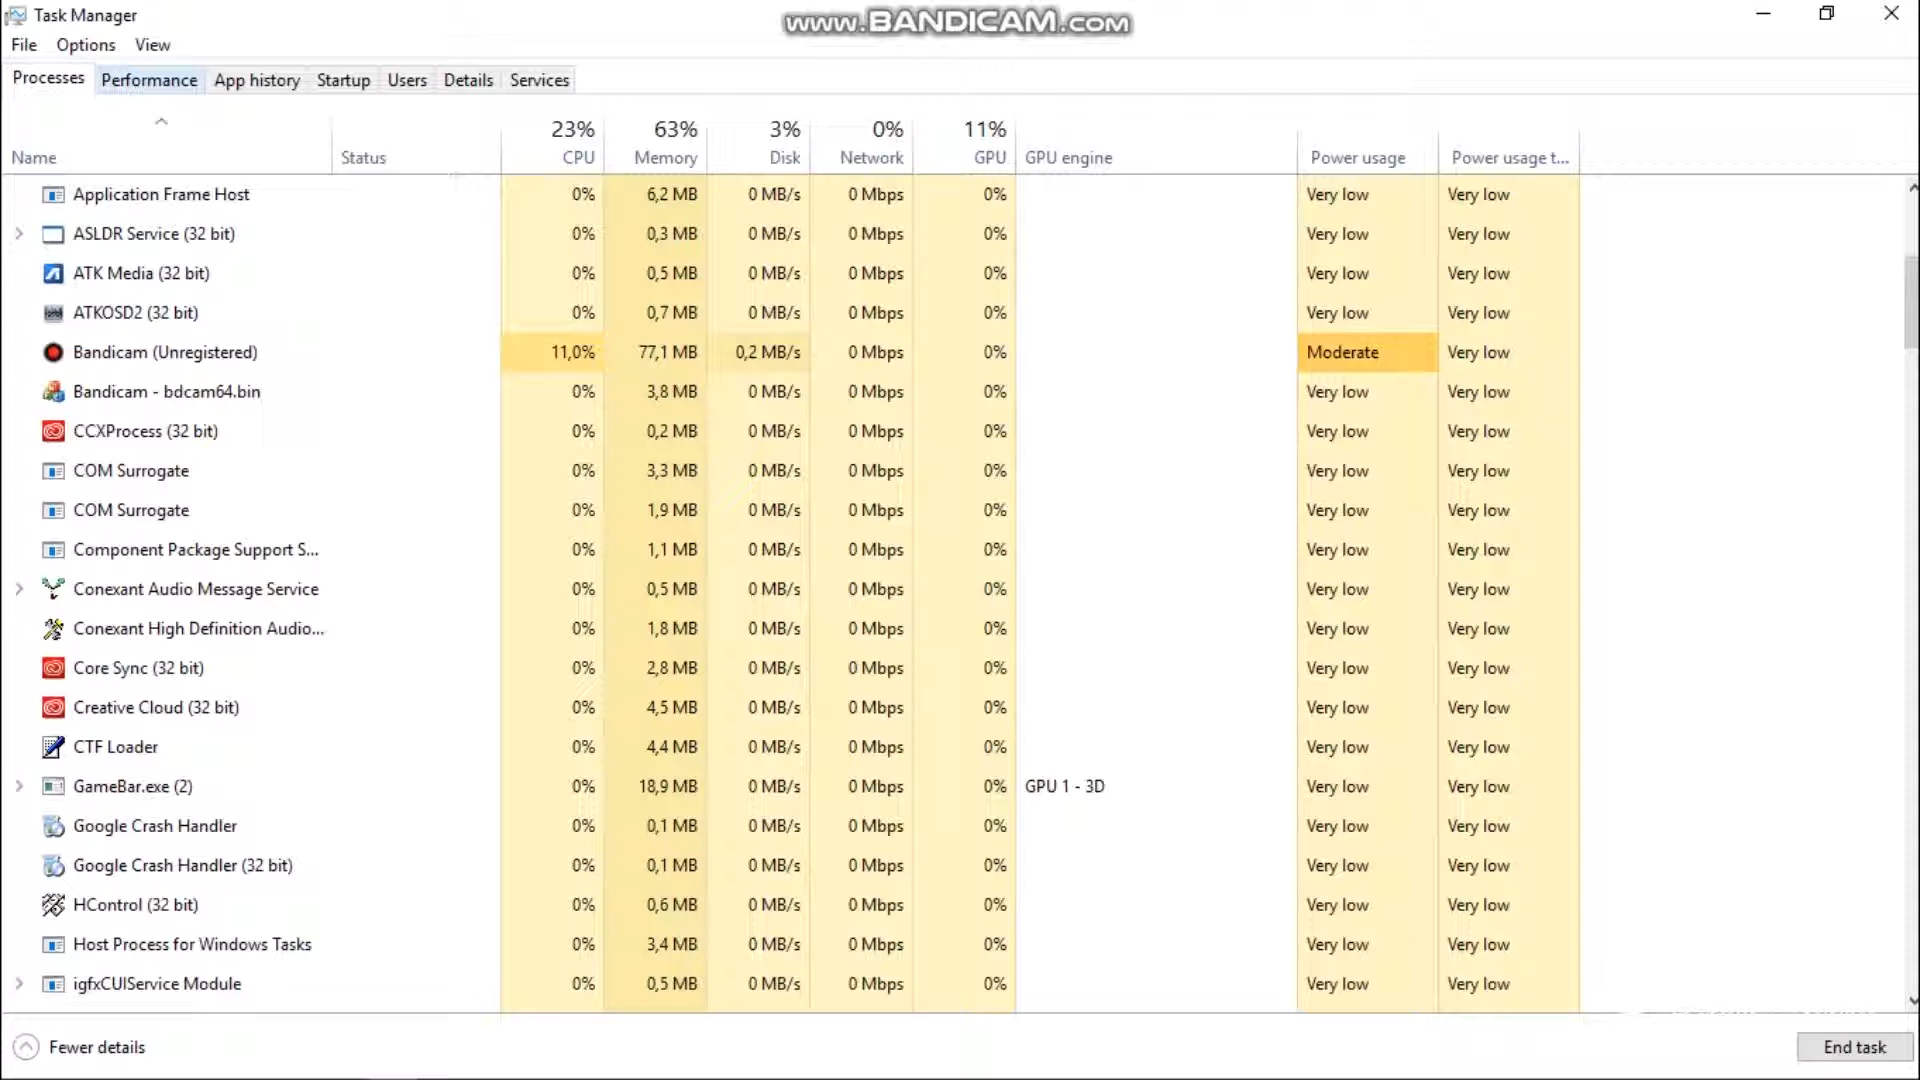 Task Manager
www.BANDICAM.com
File Options View
Processes Performance App history Startup Users Details Services
23% 63% 3% 0% 11%
Name Status CPU Memory Disk Network GPU GPU engine Power usage Power usage t...
Application Frame Host 0% 6,2 MB 0 MB/s 0 Mbps 0% Very low Very low
ASLDR Service (32 bit) 0% 0,3 MB 0 MB/s 0 Mbps 0% Very low Very low
ATK Media (32 bit) 0% 0,5 MB 0 MB/s 0 Mbps 0% Very low Very low
ATKOSD2 (32 bit) 0% 0,7 MB 0 MB/s 0 Mbps 0% Very low Very low
Bandicam (Unregistered) 11,0% 77,1 MB 0,2 MB/s 0 Mbps 0% Moderate Very low
Bandicam - bdcam64.bin 0% 3,8 MB 0 MB/s 0 Mbps 0% Very low Very low
CCXProcess (32 bit) 0% 0,2 MB 0 MB/s 0 Mbps 0% Very low Very low
COM Surrogate 0% 3,3 MB 0 MB/s 0 Mbps 0% Very low Very low
COM Surrogate 0% 1,9 MB 0 MB/s 0 Mbps 0% Very low Very low
Component Package Support S... 0% 1,1 MB 0 MB/s 0 Mbps 0% Very low Very low
Conexant Audio Message Service 0% 0,5 MB 0 MB/s 0 Mbps 0% Very low Very low
Conexant High Definition Audio... 0% 1,8 MB 0 MB/s 0 Mbps 0% Very low Very low
Core Sync (32 bit) 0% 2,8 MB 0 MB/s 0 Mbps 0% Very low Very low
Creative Cloud (32 bit) 0% 4,5 MB 0 MB/s 0 Mbps 0% Very low Very low
CTF Loader 0% 4,4 MB 0 MB/s 0 Mbps 0% Very low Very low
GameBar.exe (2) 0% 18,9 MB 0 MB/s 0 Mbps 0% GPU 1 - 3D Very low Very low
Google Crash Handler 0% 0,1 MB 0 MB/s 0 Mbps 0% Very low Very low
Google Crash Handler (32 bit) 0% 0,1 MB 0 MB/s 0 Mbps 0% Very low Very low
HControl (32 bit) 0% 0,6 MB 0 MB/s 0 Mbps 0% Very low Very low
Host Process for Windows Tasks 0% 3,4 MB 0 MB/s 0 Mbps 0% Very low Very low
igfxCUIService Module 0% 0,5 MB 0 MB/s 0 Mbps 0% Very low Very low
Fewer details End task